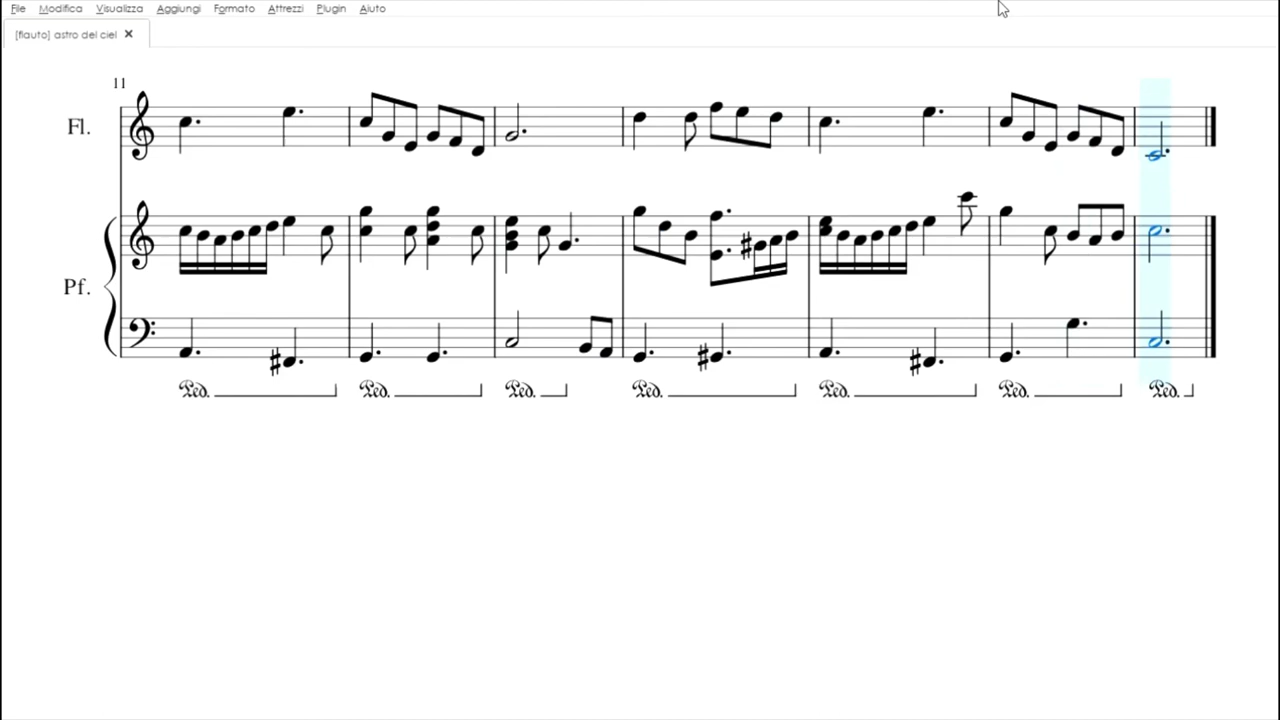 File Modifica Visualizza Aggiungi Formato Attrezzi Plugin Aiuto
[flauto] astro del ciel ✖
11
Fl.
Pf.
Ped. Ped. Ped. Ped. Ped. Ped. Ped.